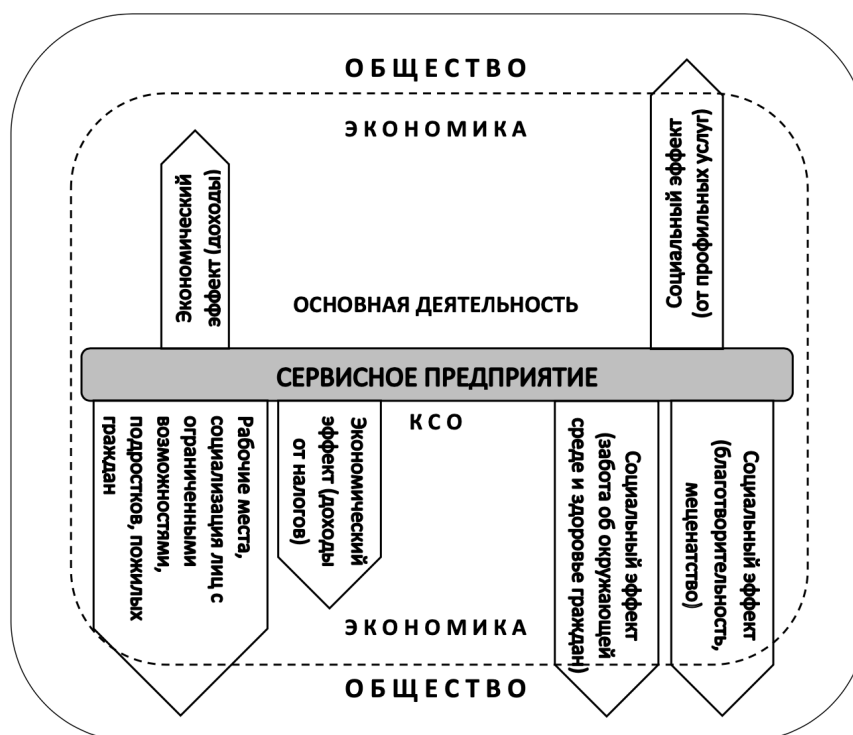 ОБЩЕСТВО
ЭКОНОМИКА
Экономический
эффект (доходы)
Социальный эффект
(от профильных услуг)
ОСНОВНАЯ ДЕЯТЕЛЬНОСТЬ
СЕРВИСНОЕ ПРЕДПРИЯТИЕ
КСО
Рабочие места,
социализация лиц с
ограниченными
возможностями,
подростков, пожилых
граждан
Экономический
эффект (доходы
от налогов)
Социальный эффект
(забота об окружающей
среде и здоровье граждан)
Социальный эффект
(благотворительность,
меценатство)
ЭКОНОМИКА
ОБЩЕСТВО